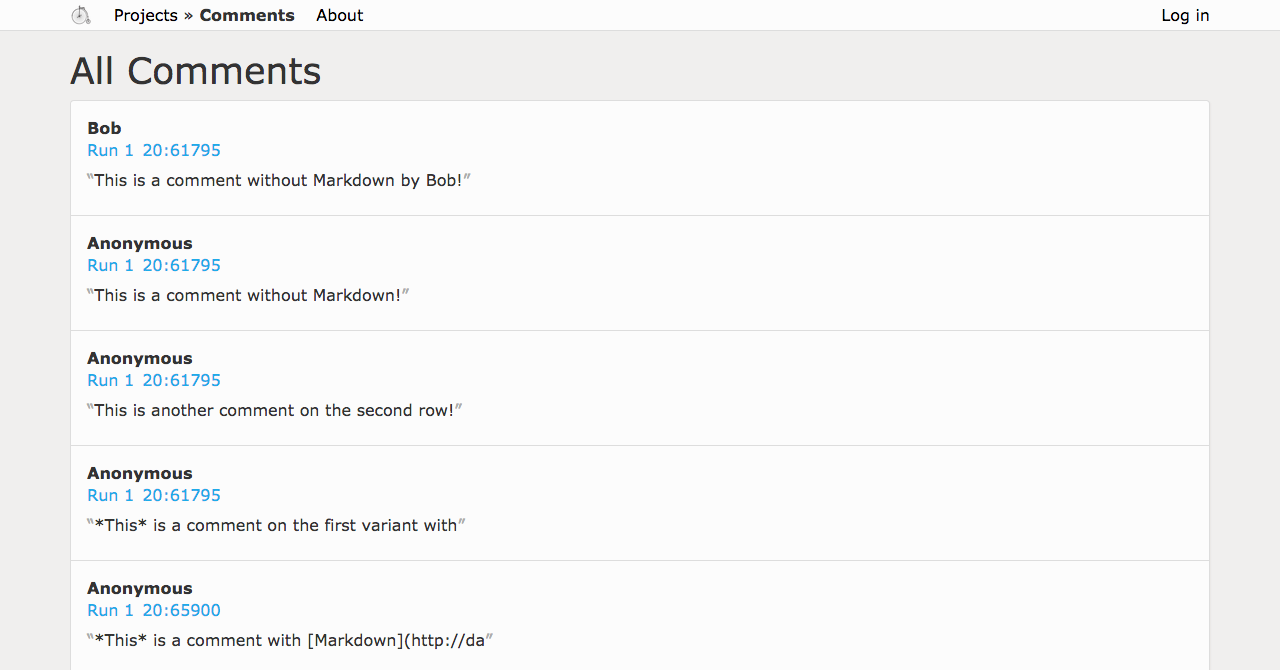 Projects » Comments About Log in
All Comments
Bob
Run 1 20:61795
“This is a comment without Markdown by Bob!”
Anonymous
Run 1 20:61795
“This is a comment without Markdown!”
Anonymous
Run 1 20:61795
“This is another comment on the second row!”
Anonymous
Run 1 20:61795
“*This* is a comment on the first variant with”
Anonymous
Run 1 20:65900
“*This* is a comment with [Markdown](http://da”